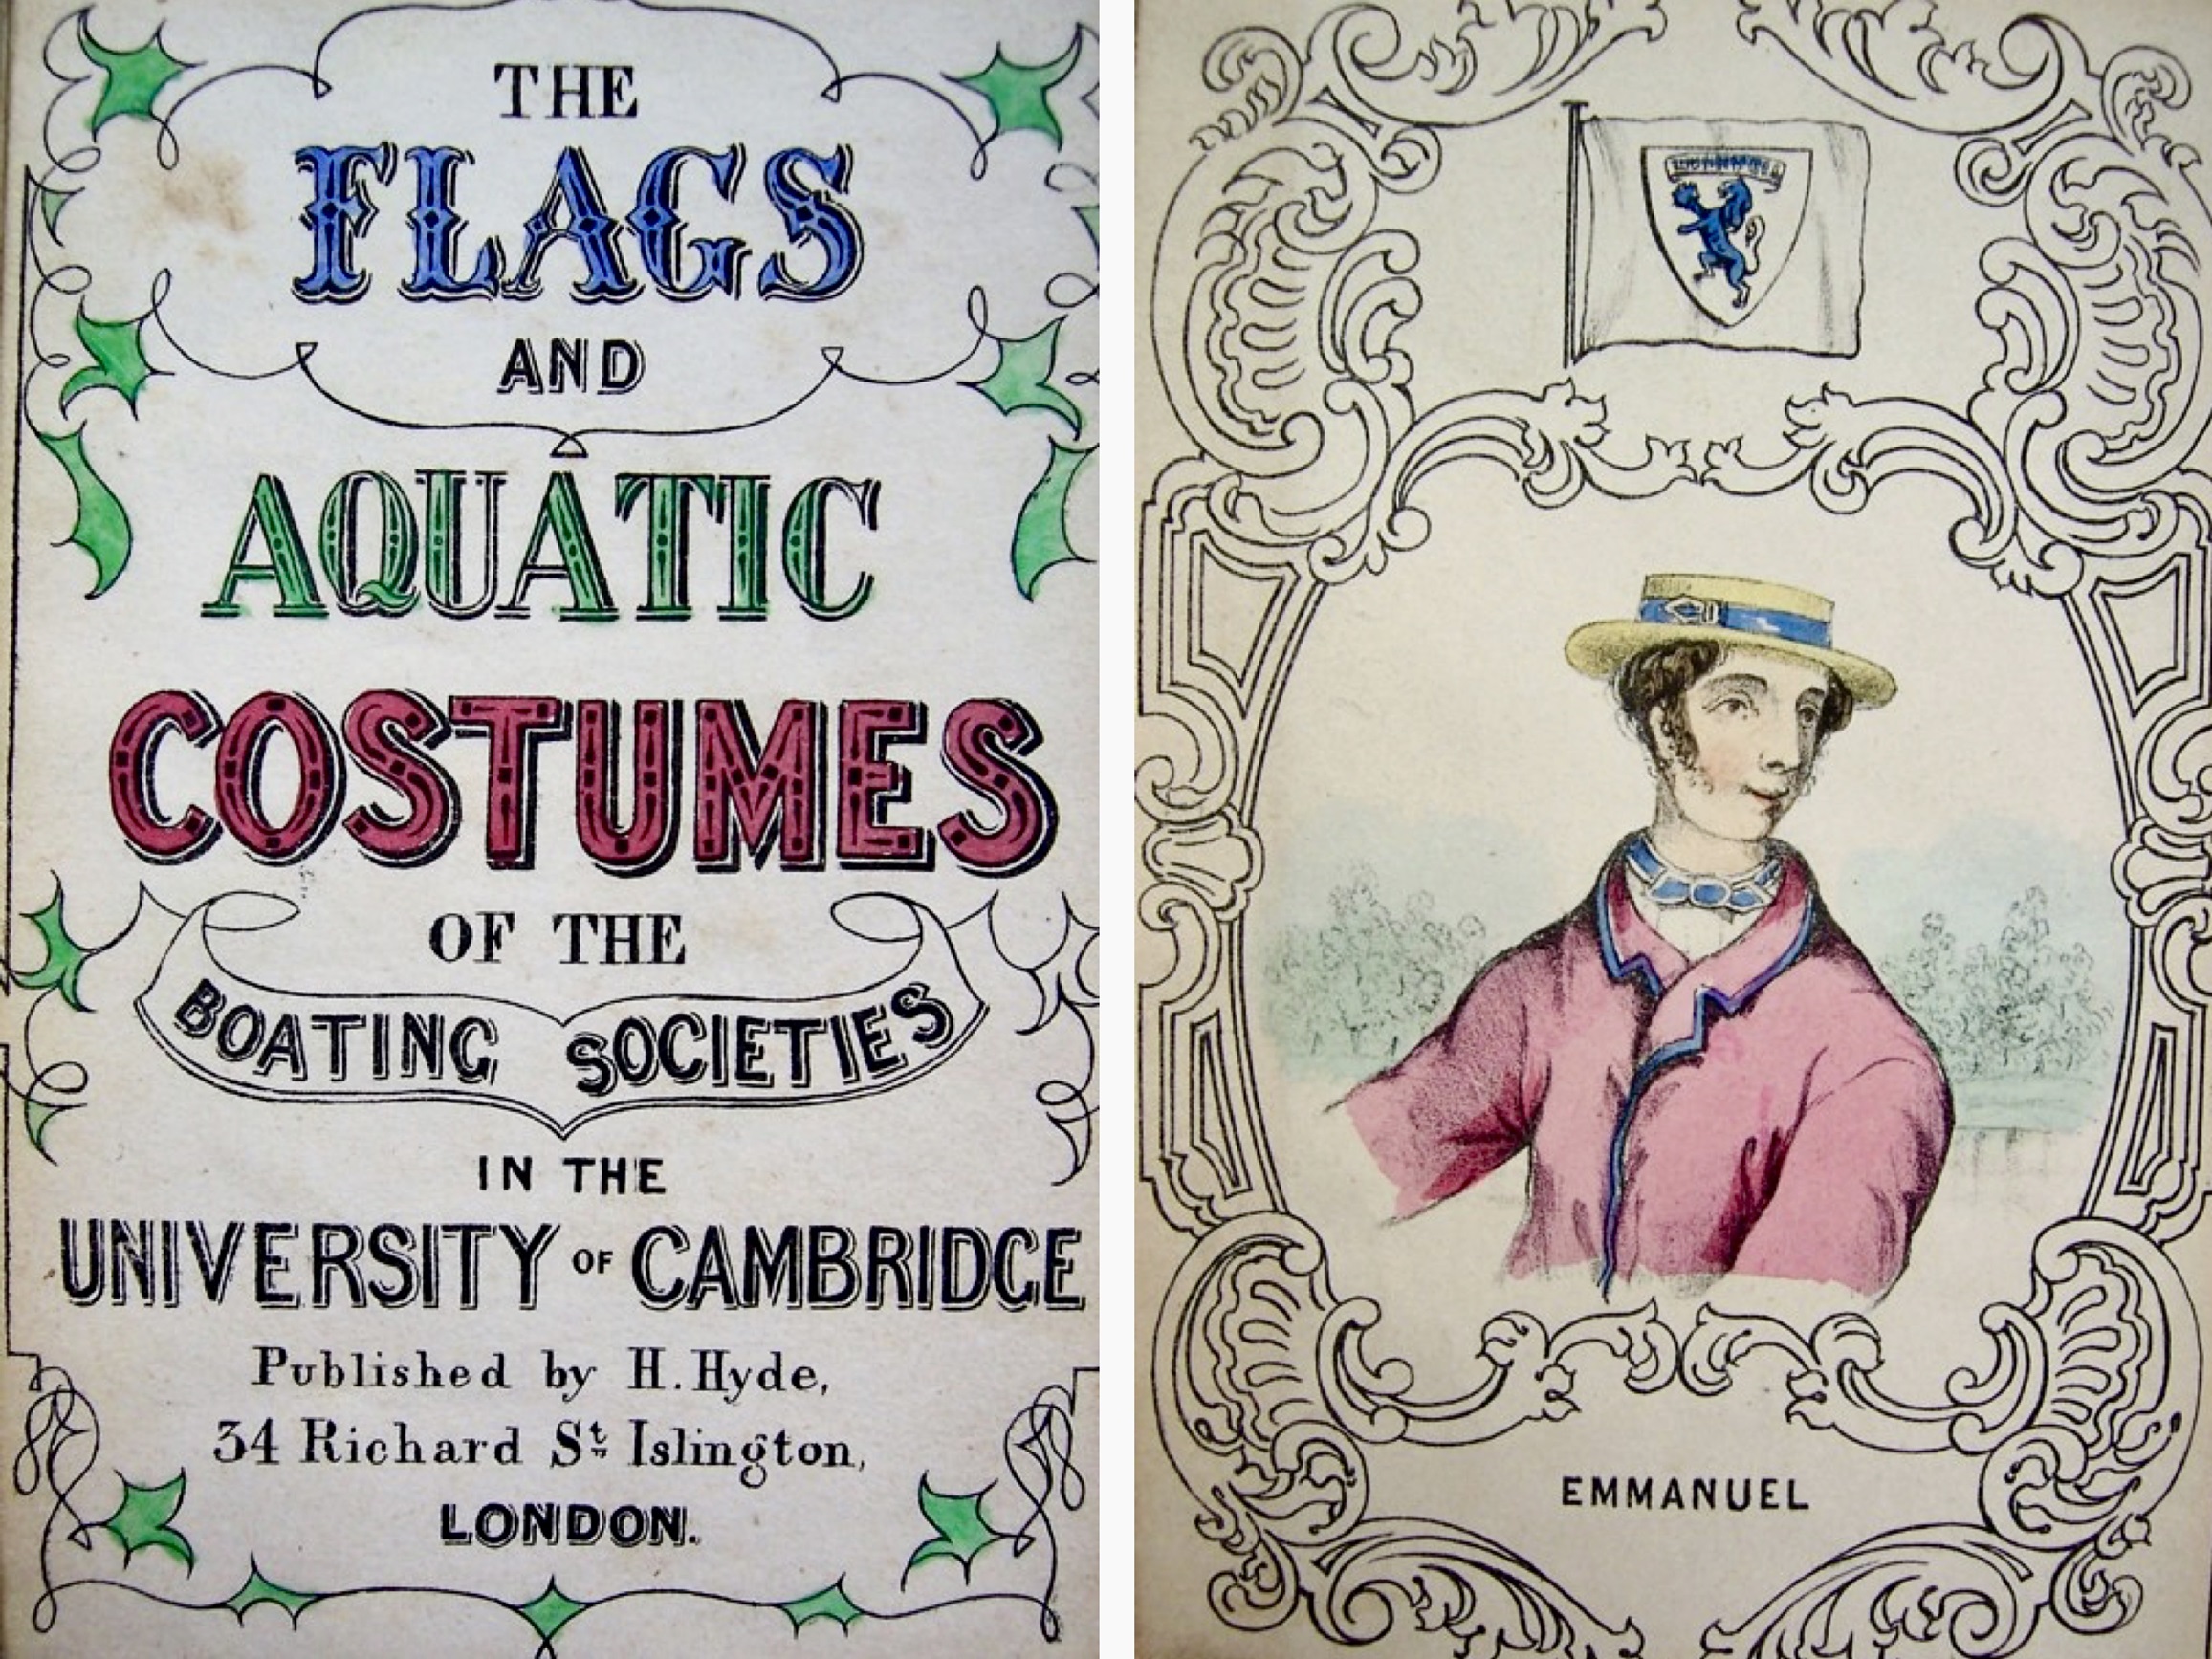 THE
FLAGS
AND
AQUATIC
COSTUMES
OF THE
BOATING SOCIETIES
IN THE
UNIVERSITY OF CAMBRIDGE
Published by H. Hyde,
34 Richard St Islington,
LONDON.
EMMANUEL